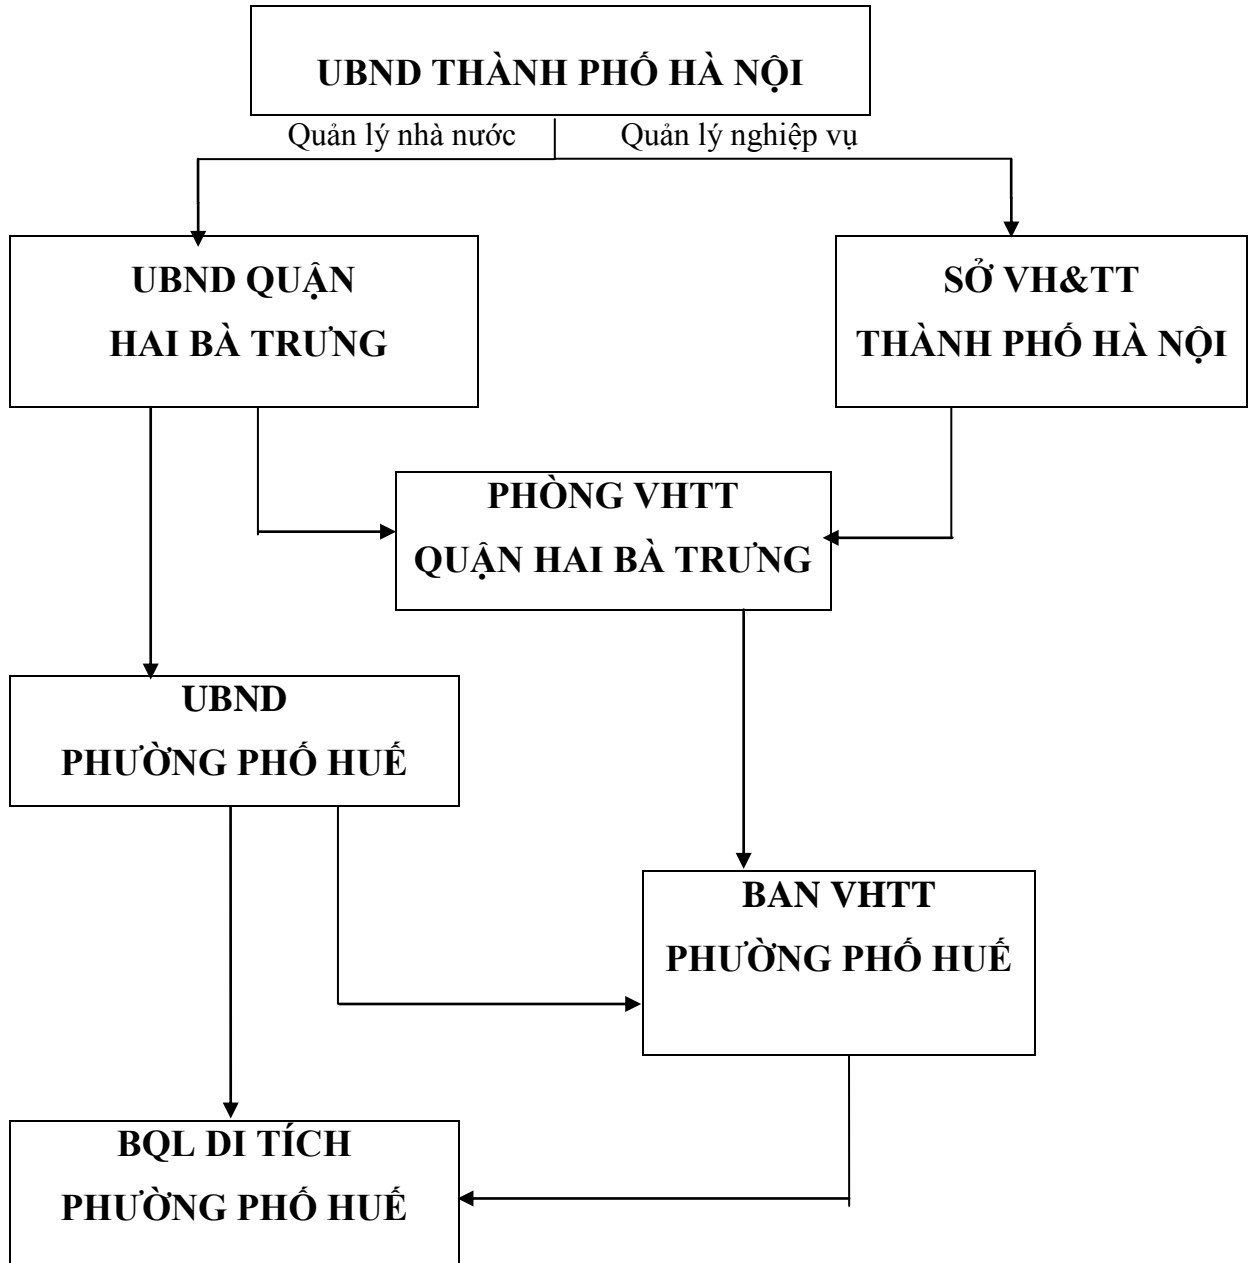 UBND THÀNH PHỐ HÀ NỘI
Quản lý nhà nước
Quản lý nghiệp vụ
UBND QUẬN
HAI BÀ TRƯNG
SỞ VH&TT
THÀNH PHỐ HÀ NỘI
PHÒNG VHTT
QUẬN HAI BÀ TRƯNG
UBND
PHƯỜNG PHỐ HUẾ
BAN VHTT
PHƯỜNG PHỐ HUẾ
BQL DI TÍCH
PHƯỜNG PHỐ HUẾ